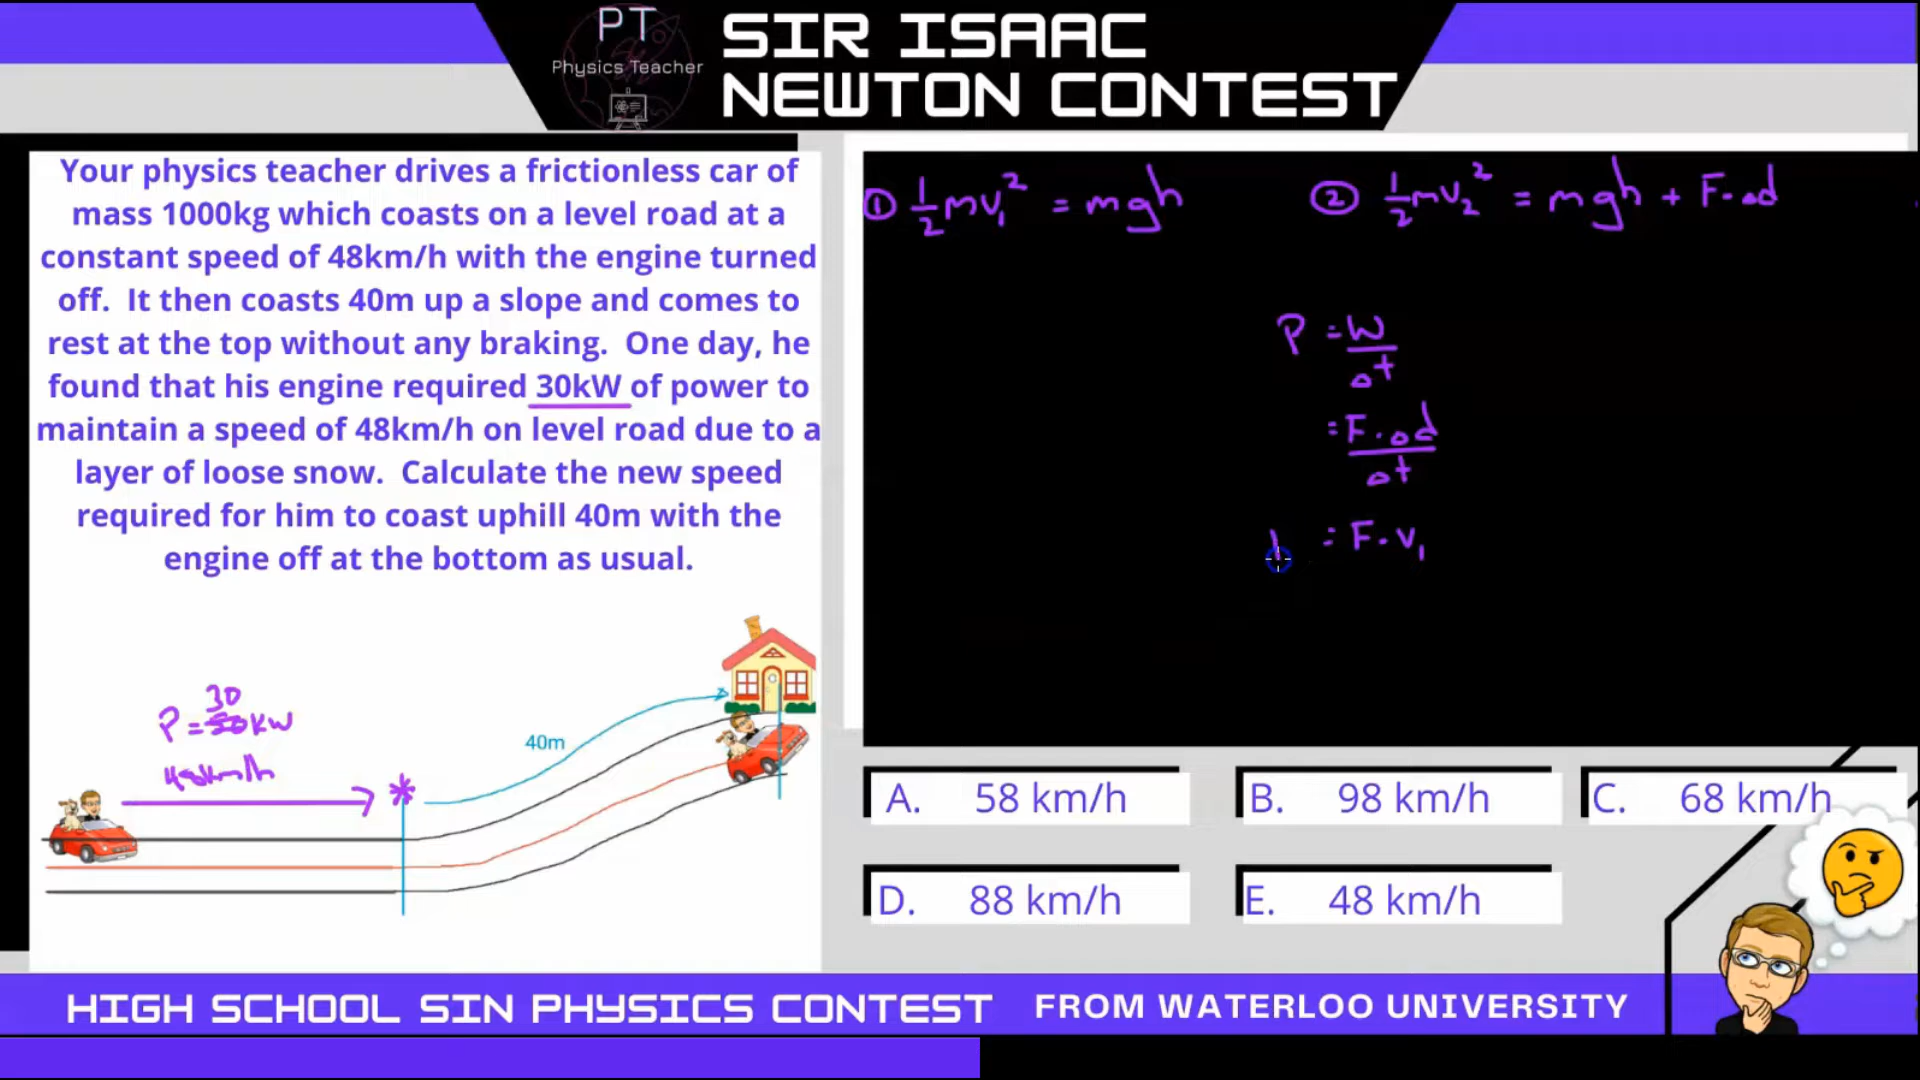 PT
Physics Teacher
SIR ISAAC
NEWTON CONTEST
Your physics teacher drives a frictionless car of
mass 1000kg which coasts on a level road at a
constant speed of 48km/h with the engine turned
off. It then coasts 40m up a slope and comes to
rest at the top without any braking. One day, he
found that his engine required 30kW of power to
maintain a speed of 48km/h on level road due to a
layer of loose snow. Calculate the new speed
required for him to coast uphill 40m with the
engine off at the bottom as usual.
30
P = kW
48km/h
*
40m
① 1/2 mv₁² = mgh
② 1/2 mv₂² = mgh + F·Δd
P = W/Δt
= F·Δd/Δt
= F·v₁
A. 58 km/h
B. 98 km/h
C. 68 km/h
D. 88 km/h
E. 48 km/h
HIGH SCHOOL SIN PHYSICS CONTEST FROM WATERLOO UNIVERSITY